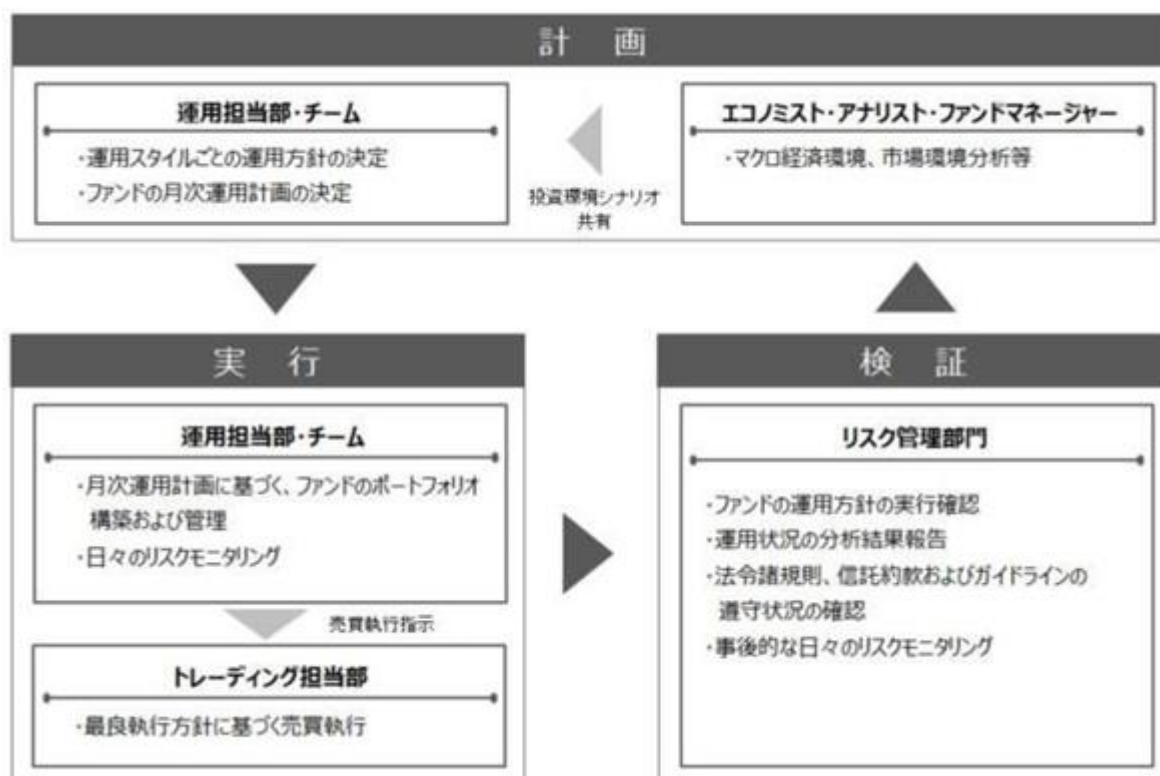 計 画
運用担当部・チーム
・運用スタイルごとの運用方針の決定
・ファンドの月次運用計画の決定
投資環境シナリオ
共有
エコノミスト・アナリスト・ファンドマネージャー
・マクロ経済環境、市場環境分析等
実 行
運用担当部・チーム
・月次運用計画に基づく、ファンドのポートフォリオ
構築および管理
・日々のリスクモニタリング
売買執行指示
トレーディング担当部
・最良執行方針に基づく売買執行
検 証
リスク管理部門
・ファンドの運用方針の実行確認
・運用状況の分析結果報告
・法令諸規則、信託約款およびガイドラインの
遵守状況の確認
・事後的な日々のリスクモニタリング